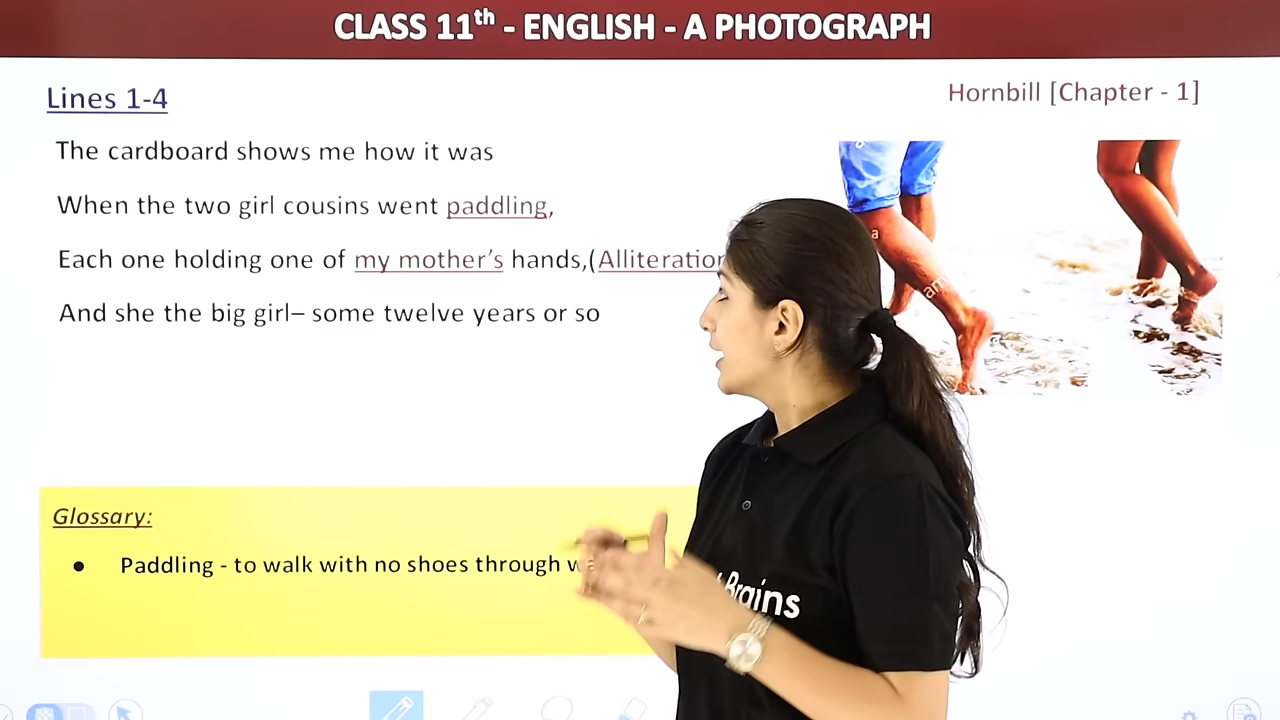 CLASS 11th - ENGLISH - A PHOTOGRAPH
Lines 1-4
Hornbill [Chapter - 1]
The cardboard shows me how it was
When the two girl cousins went paddling,
Each one holding one of my mother's hands,(Alliteration
And she the big girl– some twelve years or so
Glossary:
● Paddling - to walk with no shoes through
Brains